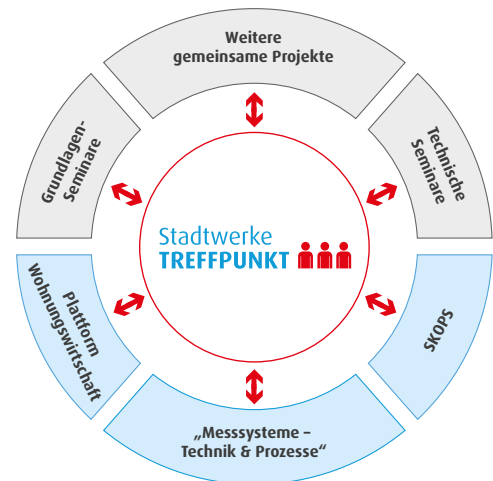 Weitere
gemeinsame Projekte
Grundlagen-
Seminare
Technische
Seminare
Stadtwerke
TREFFPUNKT
Plattform
Wohnungswirtschaft
SKOPS
„Messsysteme –
Technik & Prozesse“